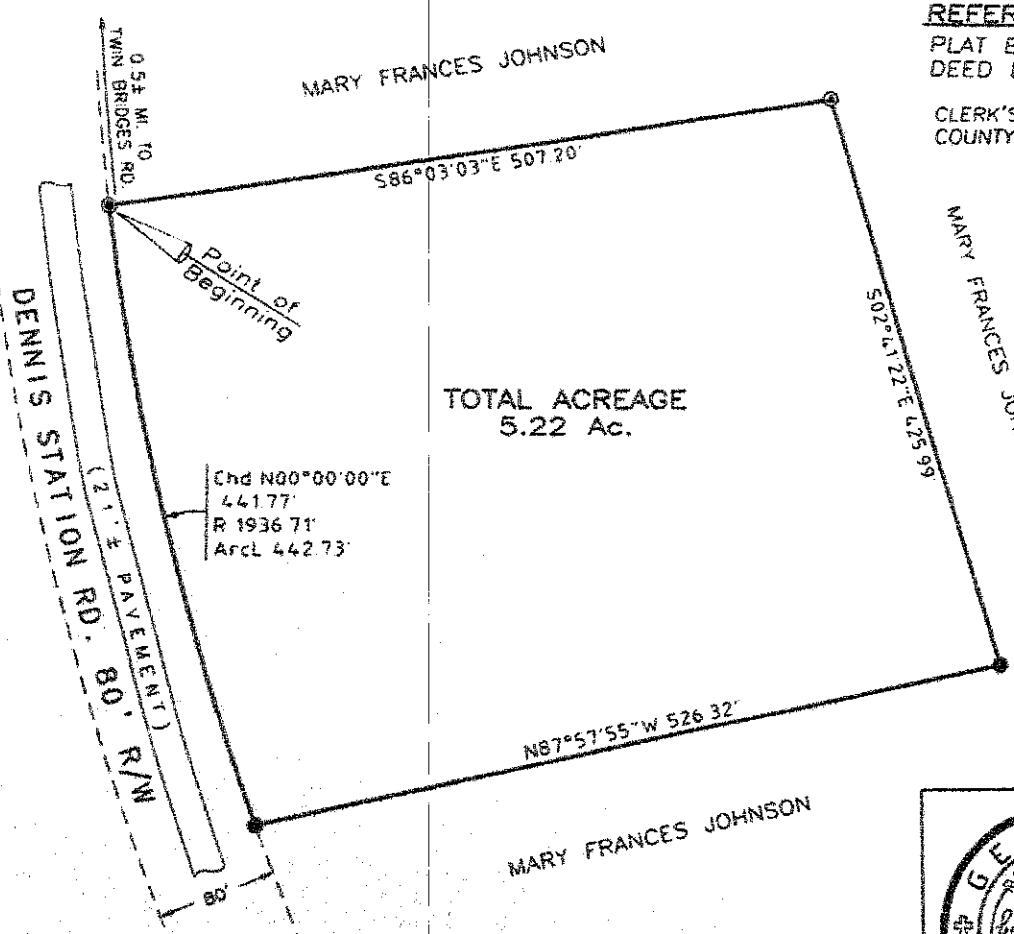 0.5± MI. TO
TWIN BRIDGES RD.
MARY FRANCES JOHNSON
PLAT
DEED
CLERK'S
COUNTY
S86°03'03"E 507.20'
Point of
Beginning
MARY FRANCES
S02°41'22"E 425.99'
TOTAL ACREAGE
5.22 Ac.
Chd N00°00'00"E
441.77'
R 1936.71'
ArcL 442.73'
DENNIS STATION RD. 80' R/W
(21'± PAVEMENT)
N87°57'55"W 526.32'
MARY FRANCES JOHNSON
80'